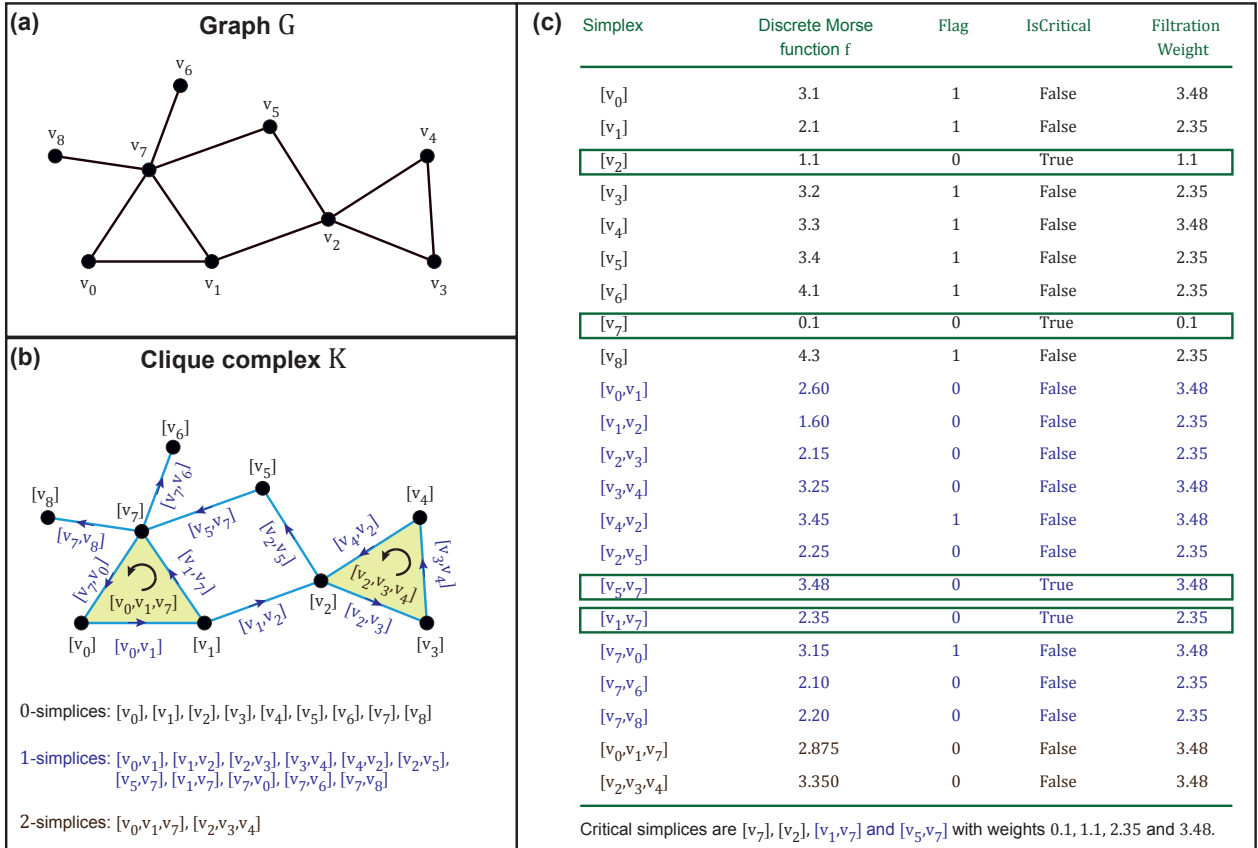 (a)
Graph G
v6
v5
v8
v7
v4
v2
v0
v1
v3
(b)
Clique complex K
[v6]
[v7,v6]
[v5]
[v8]
[v7]
[v4]
[v7,v8]
[v5,v7]
[v2,v5]
[v4,v2]
[v3,v4]
[v7,v0]
[v1,v7]
[v0,v1,v7]
[v2,v3,v4]
[v2]
[v1,v2]
[v2,v3]
[v0]
[v0,v1]
[v1]
[v3]
0-simplices: [v0], [v1], [v2], [v3], [v4], [v5], [v6], [v7], [v8]
1-simplices: [v0,v1], [v1,v2], [v2,v3], [v3,v4], [v4,v2], [v2,v5],
[v5,v7], [v1,v7], [v7,v0], [v7,v6], [v7,v8]
2-simplices: [v0,v1,v7], [v2,v3,v4]
(c)
Simplex Discrete Morse Flag IsCritical Filtration
function f Weight
[v0] 3.1 1 False 3.48
[v1] 2.1 1 False 2.35
[v2] 1.1 0 True 1.1
[v3] 3.2 1 False 2.35
[v4] 3.3 1 False 3.48
[v5] 3.4 1 False 2.35
[v6] 4.1 1 False 2.35
[v7] 0.1 0 True 0.1
[v8] 4.3 1 False 2.35
[v0,v1] 2.60 0 False 3.48
[v1,v2] 1.60 0 False 2.35
[v2,v3] 2.15 0 False 2.35
[v3,v4] 3.25 0 False 3.48
[v4,v2] 3.45 1 False 3.48
[v2,v5] 2.25 0 False 2.35
[v5,v7] 3.48 0 True 3.48
[v1,v7] 2.35 0 True 2.35
[v7,v0] 3.15 1 False 3.48
[v7,v6] 2.10 0 False 2.35
[v7,v8] 2.20 0 False 2.35
[v0,v1,v7] 2.875 0 False 3.48
[v2,v3,v4] 3.350 0 False 3.48
Critical simplices are [v7], [v2], [v1,v7] and [v5,v7] with weights 0.1, 1.1, 2.35 and 3.48.